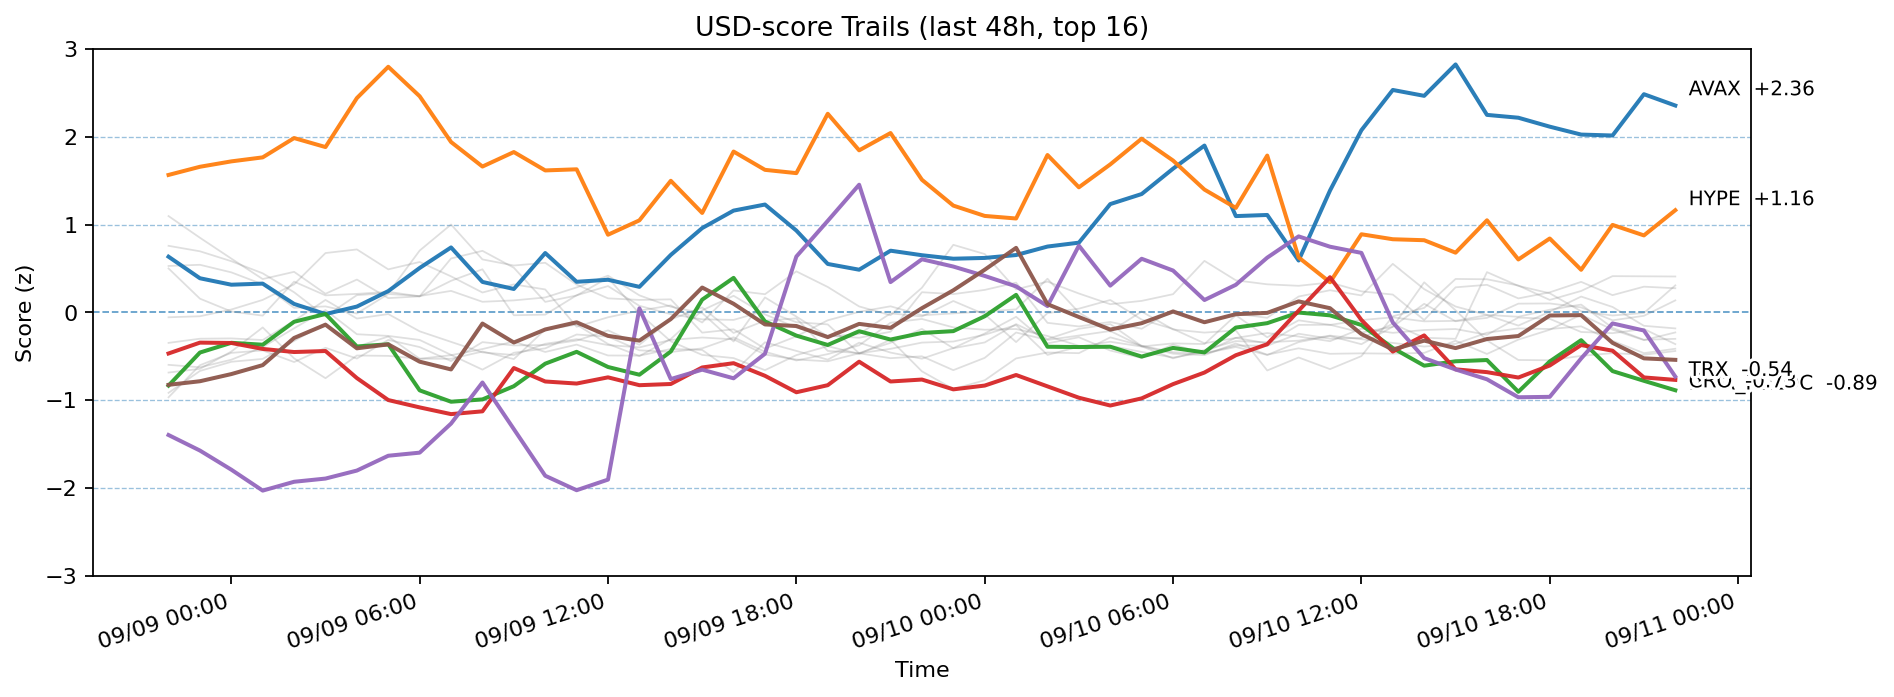 USD-score Trails (last 48h, top 16)
Score (z)
3
2
1
0
−1
−2
−3
AVAX +2.36
HYPE +1.16
TRX -0.54
-0.73
C -0.89
09/09 00:00
09/09 06:00
09/09 12:00
09/09 18:00
09/10 00:00
09/10 06:00
09/10 12:00
09/10 18:00
09/11 00:00
Time